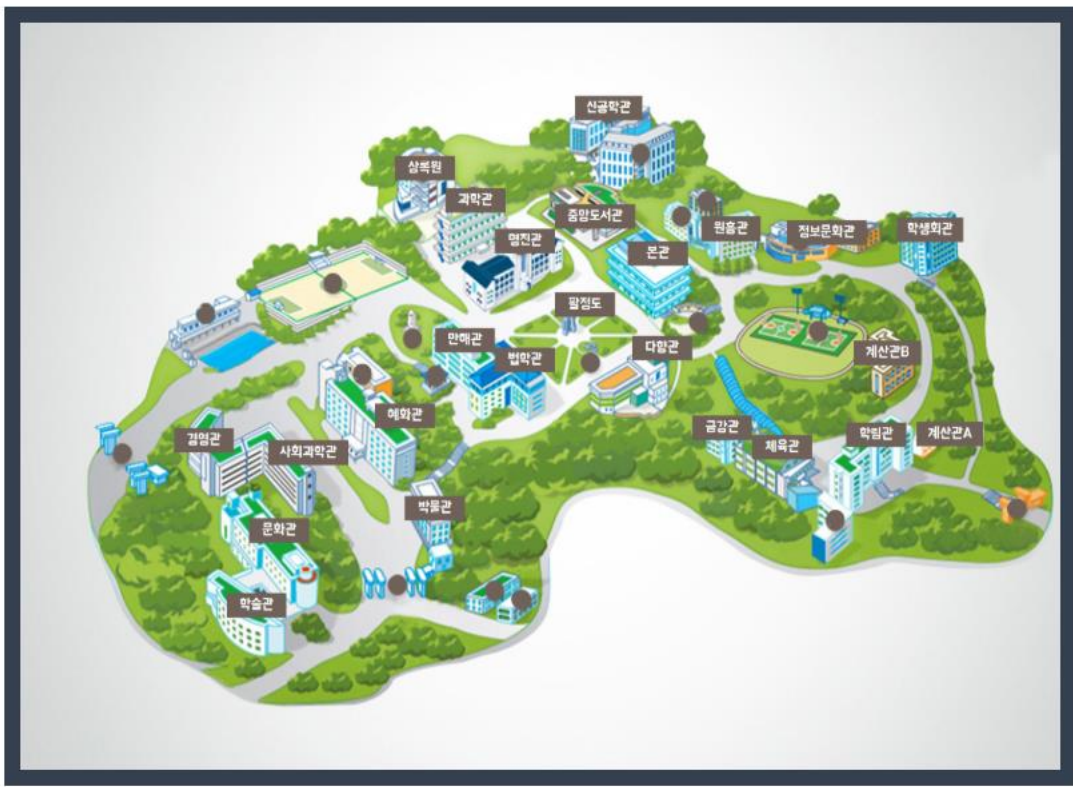 신공학관
상록원
과학관
중앙도서관
명진관
본관
원흥관
정보문화관
학생회관
팔정도
만해관
법학관
다향관
계산관B
혜화관
경영관
사회과학관
금강관
체육관
학림관
계산관A
박물관
문화관
학술관